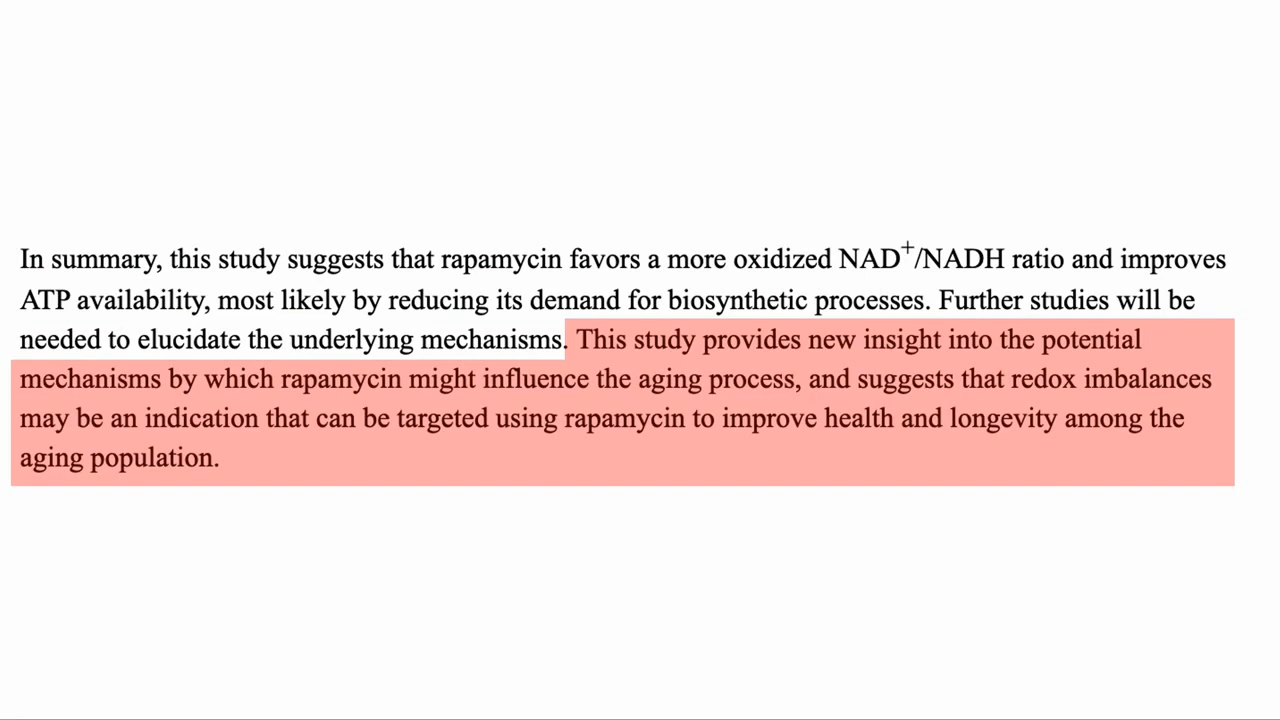 In summary, this study suggests that rapamycin favors a more oxidized NAD⁺/NADH ratio and improves
ATP availability, most likely by reducing its demand for biosynthetic processes. Further studies will be
needed to elucidate the underlying mechanisms. This study provides new insight into the potential
mechanisms by which rapamycin might influence the aging process, and suggests that redox imbalances
may be an indication that can be targeted using rapamycin to improve health and longevity among the
aging population.